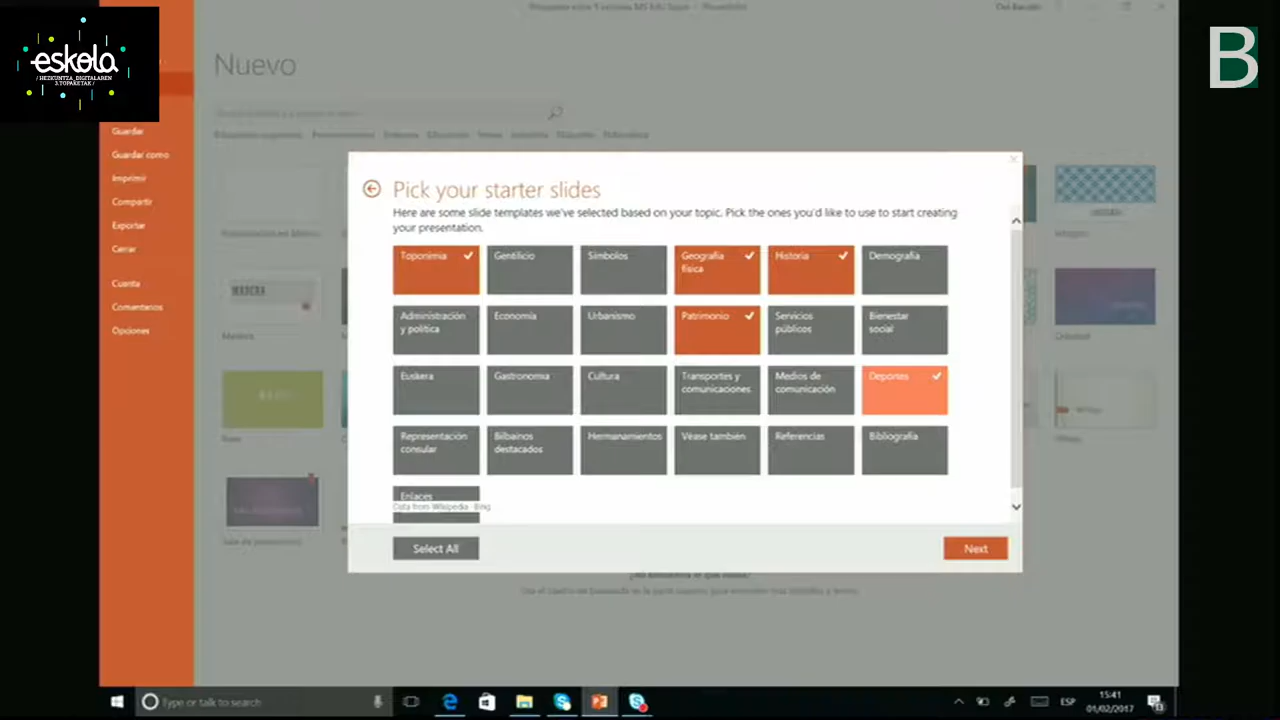 eskola
/ HEZKUNTZA_DIGITALAREN
3.TOPAKETAK /
B
Nuevo
Guardar
Guardar como
Imprimir
Compartir
Exportar
Cerrar
Cuenta
Comentarios
Opciones
Pick your starter slides
Here are some slide templates we've selected based on your topic. Pick the ones you'd like to use to start creating
your presentation.
Toponimia
Gentilicio
Símbolos
Geografía
física
Historia
Demografía
Administración
y política
Economía
Urbanismo
Patrimonio
Servicios
públicos
Bienestar
social
Euskera
Gastronomía
Cultura
Transportes y
comunicaciones
Medios de
comunicación
Deportes
Representación
consular
Bilbaínos
destacados
Hermanamientos
Véase también
Referencias
Bibliografía
Enlaces
Data from Wikipedia - Bing
Select All
Next
Type or talk to search
ESP
15:41
01/02/2017